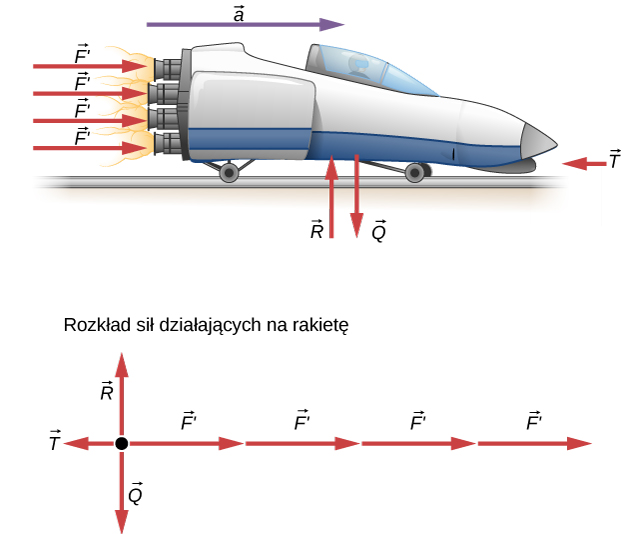 a⃗
F⃗'
F⃗'
F⃗'
F⃗'
T⃗
R⃗ Q⃗
Rozkład sił działających na rakietę
R⃗
F⃗' F⃗' F⃗' F⃗'
T⃗
Q⃗